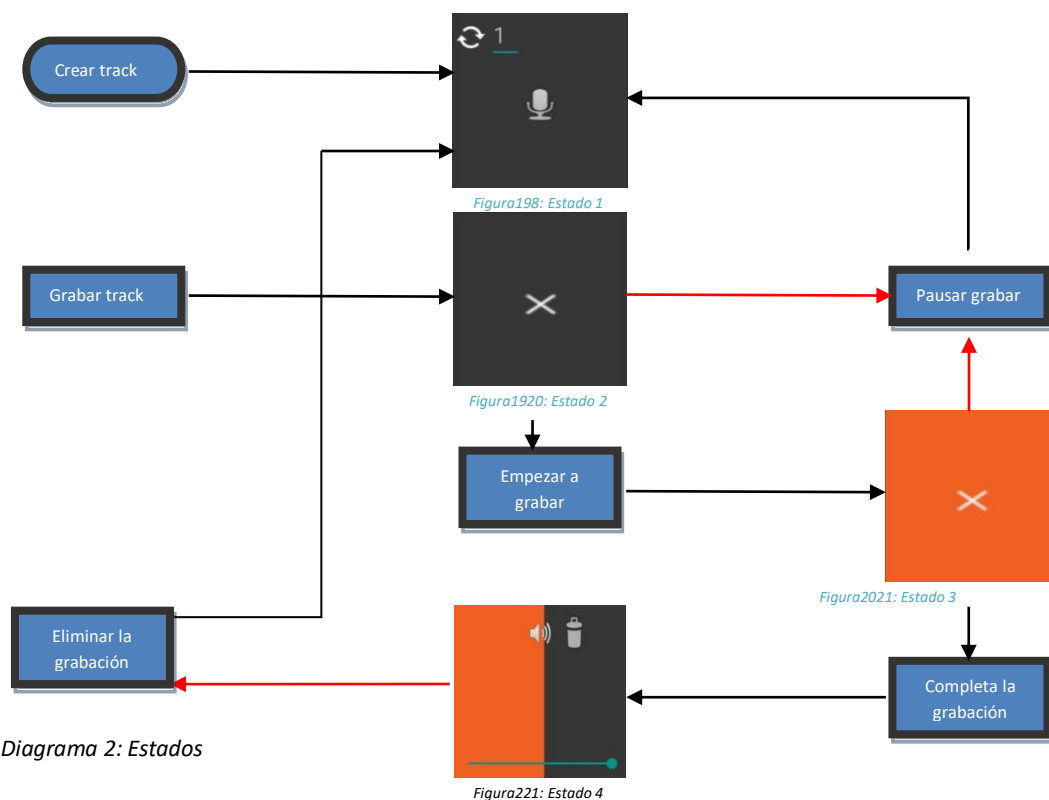 Crear track
1
Figura198: Estado 1
Grabar track
Pausar grabar
Figura1920: Estado 2
Empezar a
grabar
Figura2021: Estado 3
Eliminar la
grabación
Completa la
grabación
Diagrama 2: Estados
Figura221: Estado 4